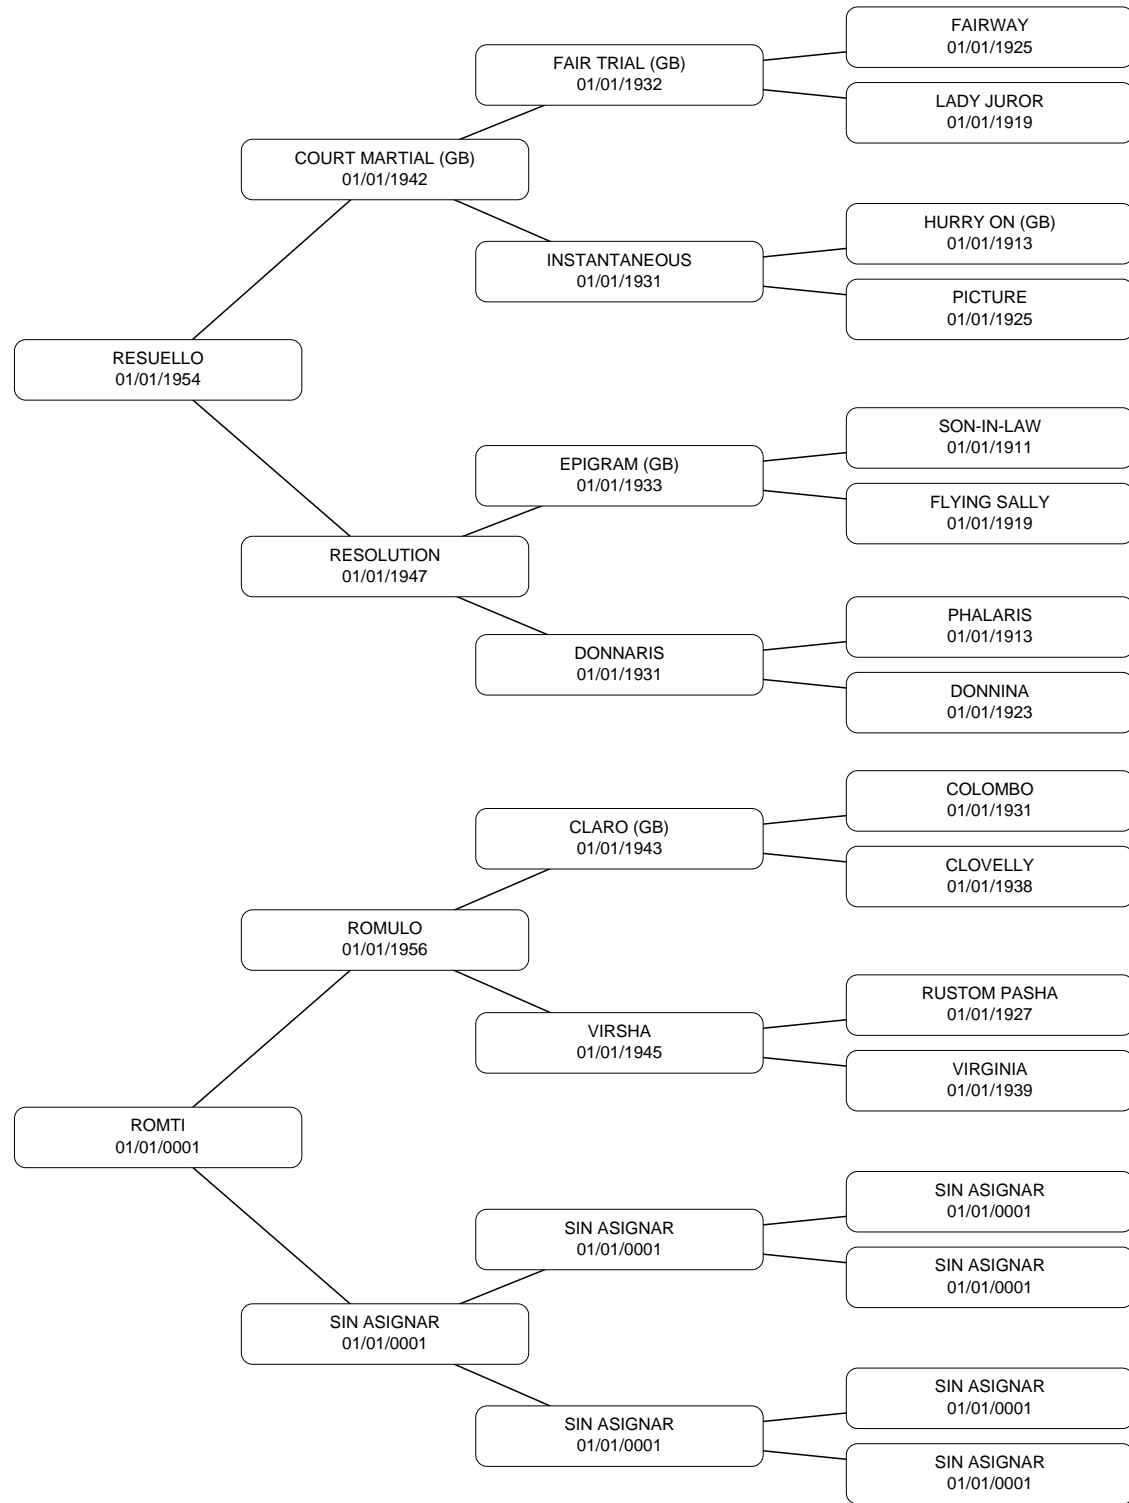 FAIRWAY
01/01/1925
FAIR TRIAL (GB)
01/01/1932
LADY JUROR
01/01/1919
COURT MARTIAL (GB)
01/01/1942
HURRY ON (GB)
01/01/1913
INSTANTANEOUS
01/01/1931
PICTURE
01/01/1925
RESUELLO
01/01/1954
SON-IN-LAW
01/01/1911
EPIGRAM (GB)
01/01/1933
FLYING SALLY
01/01/1919
RESOLUTION
01/01/1947
PHALARIS
01/01/1913
DONNARIS
01/01/1931
DONNINA
01/01/1923
COLOMBO
01/01/1931
CLARO (GB)
01/01/1943
CLOVELLY
01/01/1938
ROMULO
01/01/1956
RUSTOM PASHA
01/01/1927
VIRSHA
01/01/1945
VIRGINIA
01/01/1939
ROMTI
01/01/0001
SIN ASIGNAR
01/01/0001
SIN ASIGNAR
01/01/0001
SIN ASIGNAR
01/01/0001
SIN ASIGNAR
01/01/0001
SIN ASIGNAR
01/01/0001
SIN ASIGNAR
01/01/0001
SIN ASIGNAR
01/01/0001